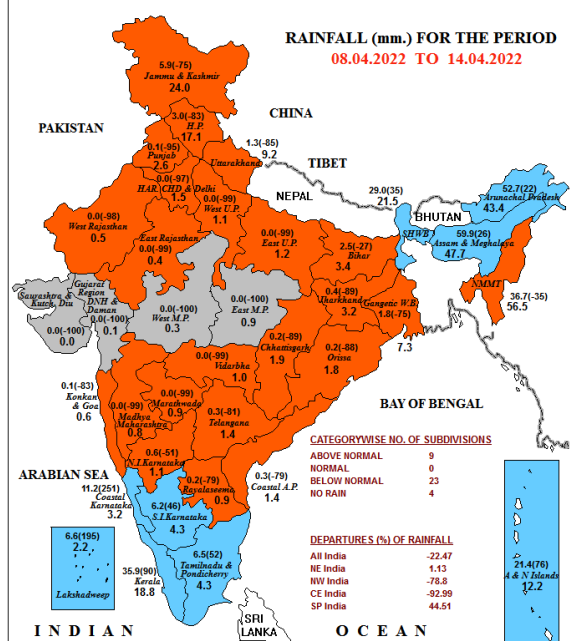 RAINFALL (mm.) FOR THE PERIOD
08.04.2022 TO 14.04.2022
5.9(-75)
Jammu & Kashmir
24.0
CHINA
3.0(-83)
H.P.
17.1
PAKISTAN
0.1(-95)
Punjab
2.6
Uttarakhand
1.3(-85)
9.2
TIBET
0.0(-97)
HAR. CHD & Delhi
1.5
NEPAL
29.0(35)
21.5
52.7(22)
Arunachal Pradesh
43.4
BHUTAN
0.0(-99)
West U.P.
1.1
0.0(-98)
West Rajasthan
0.5
East Rajasthan
0.0(-99)
0.4
0.0(-99)
East U.P.
1.2
2.5(-27)
Bihar
3.4
SHWB
59.9(26)
Assam & Meghalaya
47.7
NMMT
36.7(-35)
56.5
Saurashtra &
Kutch, Diu
0.0(-100)
0.0
Gujarat
Region
DNH &
Daman
0.0(-100)
0.1
0.0(-100)
West M.P.
0.3
0.0(-100)
East M.P.
0.9
0.4(-89)
Jharkhand
3.2
Gangetic W.B
1.8(-75)
7.3
0.2(-89)
Chhattisgarh
1.9
0.2(-88)
Orissa
1.8
0.0(-99)
Vidarbha
1.0
0.1(-83)
Konkan
& Goa
0.6
0.0(-99)
Madhya
Maharashtra
0.8
0.0(-99)
Marathwada
0.9
0.3(-81)
Telangana
1.4
BAY OF BENGAL
0.6(-51)
N.I.Karnataka
1.1
0.2(-79)
Rayalaseema
0.9
0.3(-79)
Coastal A.P.
1.4
ARABIAN SEA
11.2(251)
Coastal
Karnataka
3.2
6.2(46)
S.I.Karnataka
4.3
6.6(195)
2.2
Lakshadweep
35.9(90)
Kerala
18.8
6.5(52)
Tamilnadu &
Pondicherry
4.3
CATEGORYWISE NO. OF SUBDIVISIONS
ABOVE NORMAL 9
NORMAL 0
BELOW NORMAL 23
NO RAIN 4
DEPARTURES (%) OF RAINFALL
All India -22.47
NE India 1.13
NW India -78.8
CE India -92.99
SP India 44.51
21.4(76)
A & N Islands
12.2
SRI
LANKA
INDIAN OCEAN